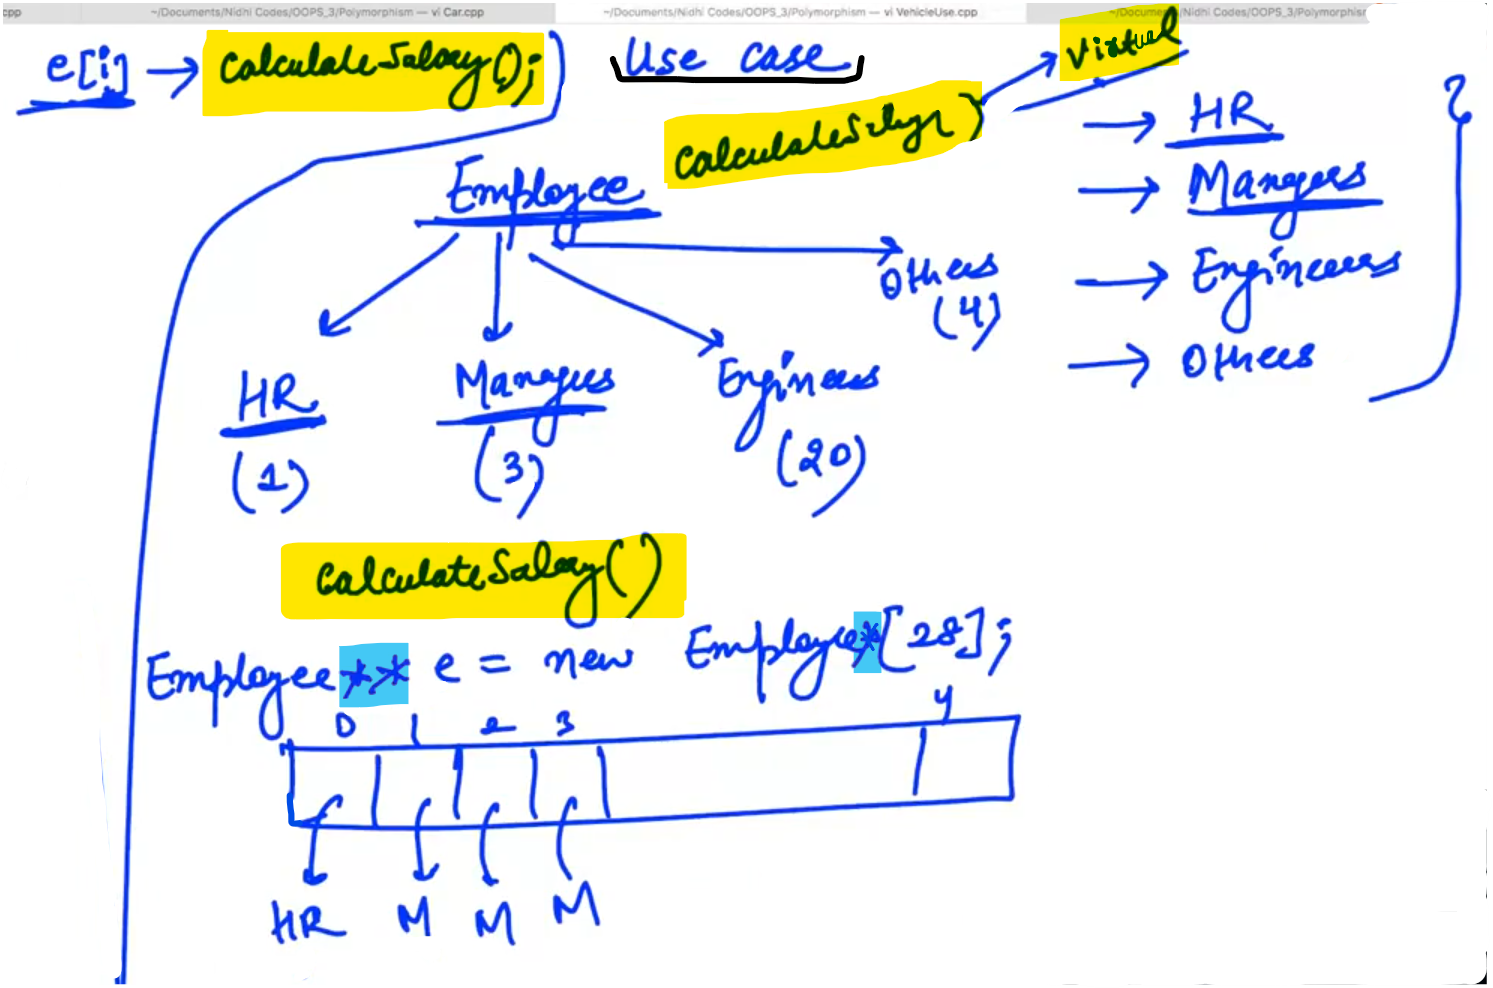 cpp
~/Documents/Nidhi Codes/OOPS_3/Polymorphism — vi Car.cpp
~/Documents/Nidhi Codes/OOPS_3/Polymorphism — vi VehicleUse.cpp
~/Documents/Nidhi Codes/OOPS_3/Polymorphism
e[i] → CalculateSalary();
Use case
Virtual
CalculateSalary
Employee
→ HR
→ Mangers
→ Engineers
→ Others
Others
(4)
HR
(1)
Managers
(3)
Engineers
(20)
CalculateSalary()
Employee** e = new Employee*[28];
0 1 2 3 4
HR M M M